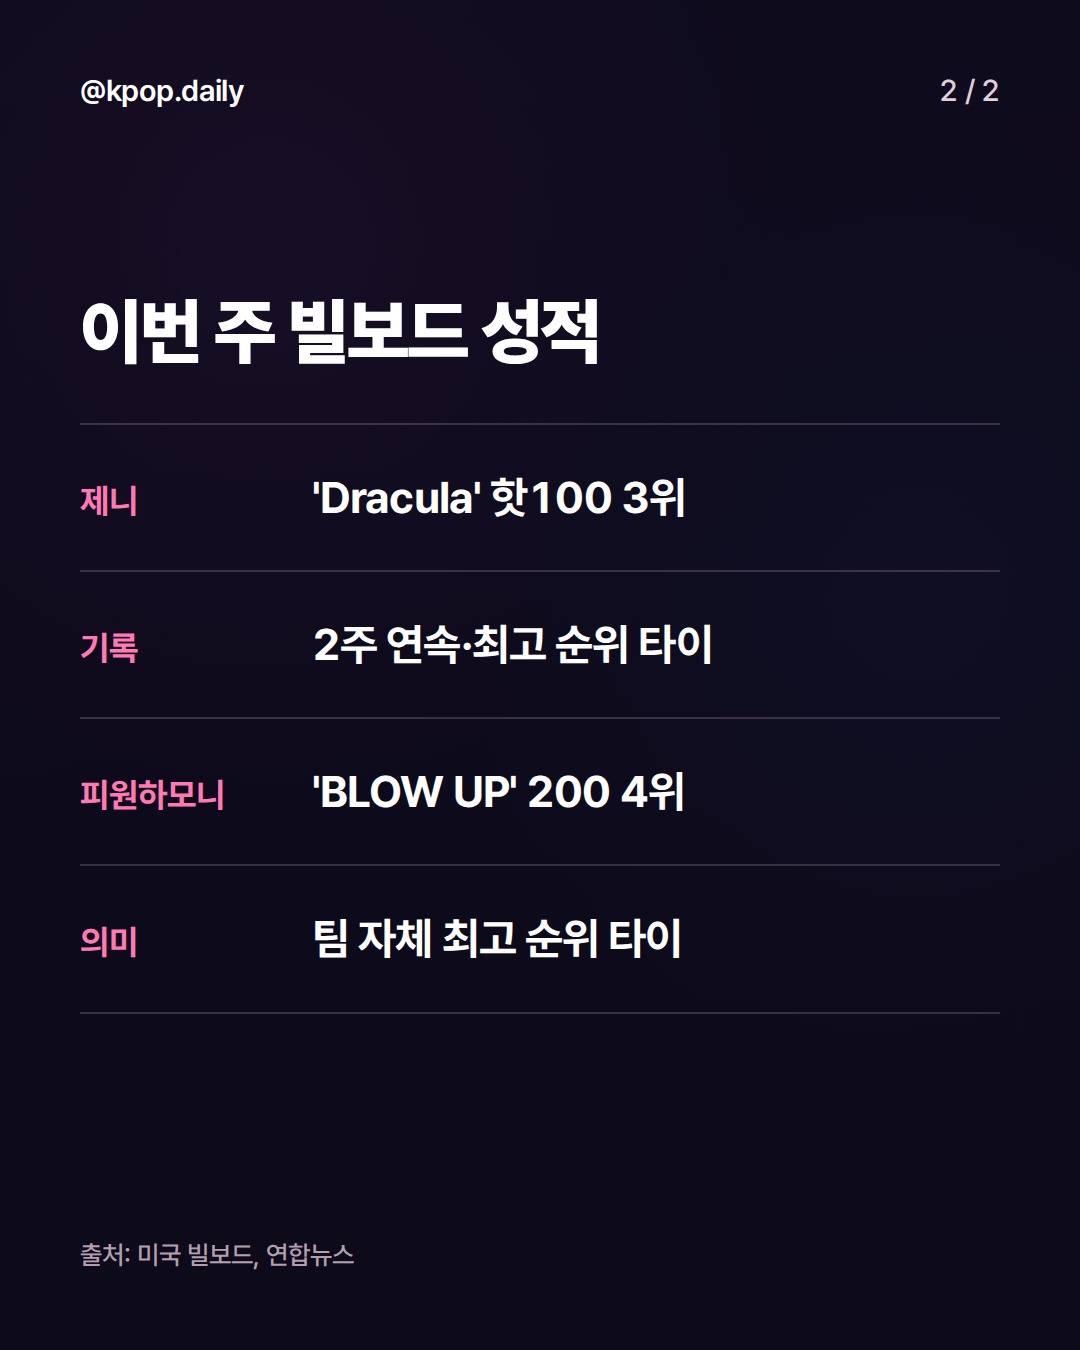 @kpop.daily
2 / 2
이번 주 빌보드 성적
제니
'Dracula' 핫100 3위
기록
2주 연속·최고 순위 타이
피원하모니
'BLOW UP' 200 4위
의미
팀 자체 최고 순위 타이
출처: 미국 빌보드, 연합뉴스